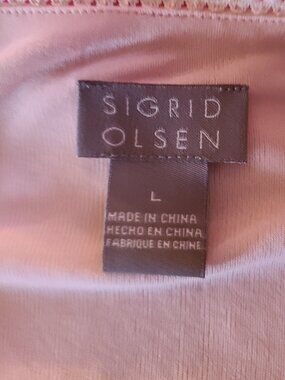 SIGRID
OLSEN
L
MADE IN CHINA
HECHO EN CHINA
FABRIQUE EN CHINE